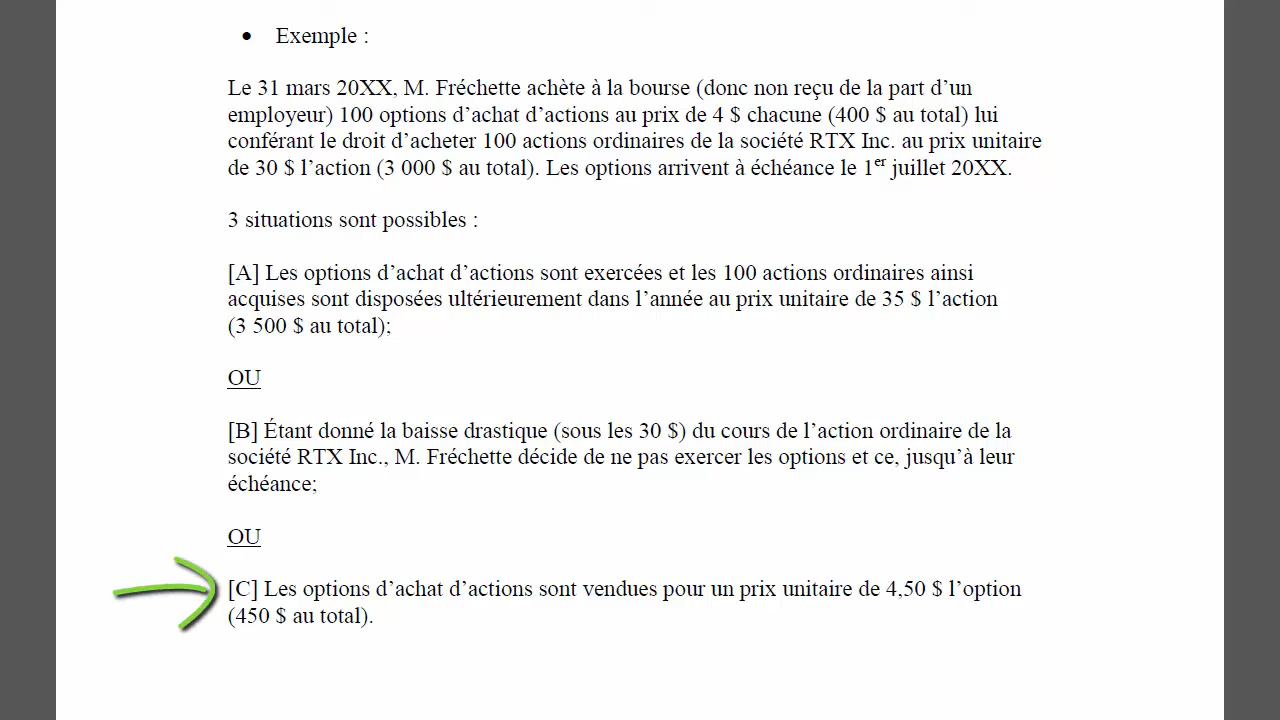 • Exemple :
Le 31 mars 20XX, M. Fréchette achète à la bourse (donc non reçu de la part d’un
employeur) 100 options d’achat d’actions au prix de 4 $ chacune (400 $ au total) lui
conférant le droit d’acheter 100 actions ordinaires de la société RTX Inc. au prix unitaire
de 30 $ l’action (3 000 $ au total). Les options arrivent à échéance le 1er juillet 20XX.
3 situations sont possibles :
[A] Les options d’achat d’actions sont exercées et les 100 actions ordinaires ainsi
acquises sont disposées ultérieurement dans l’année au prix unitaire de 35 $ l’action
(3 500 $ au total);
OU
[B] Étant donné la baisse drastique (sous les 30 $) du cours de l’action ordinaire de la
société RTX Inc., M. Fréchette décide de ne pas exercer les options et ce, jusqu’à leur
échéance;
OU
[C] Les options d’achat d’actions sont vendues pour un prix unitaire de 4,50 $ l’option
(450 $ au total).